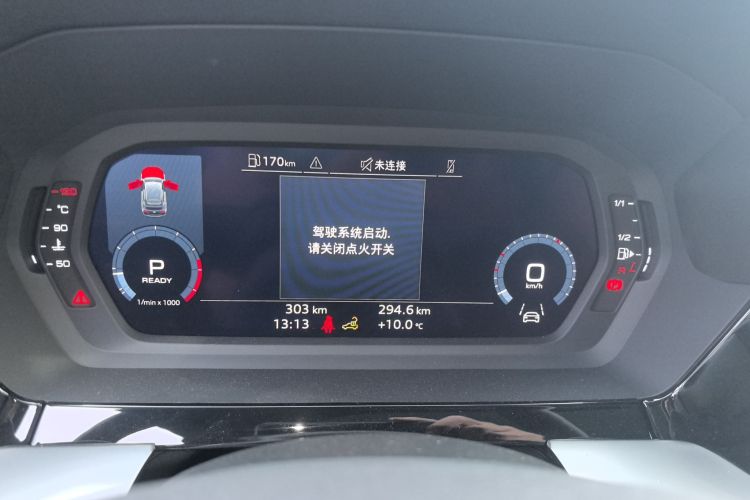 170km
未连接
驾驶系统启动.
请关闭点火开关
P
READY
1/min x 1000
0
km/h
303 km
294.6 km
13:13
+10.0 °C
130
°C
90
50
1/1
1/2
R